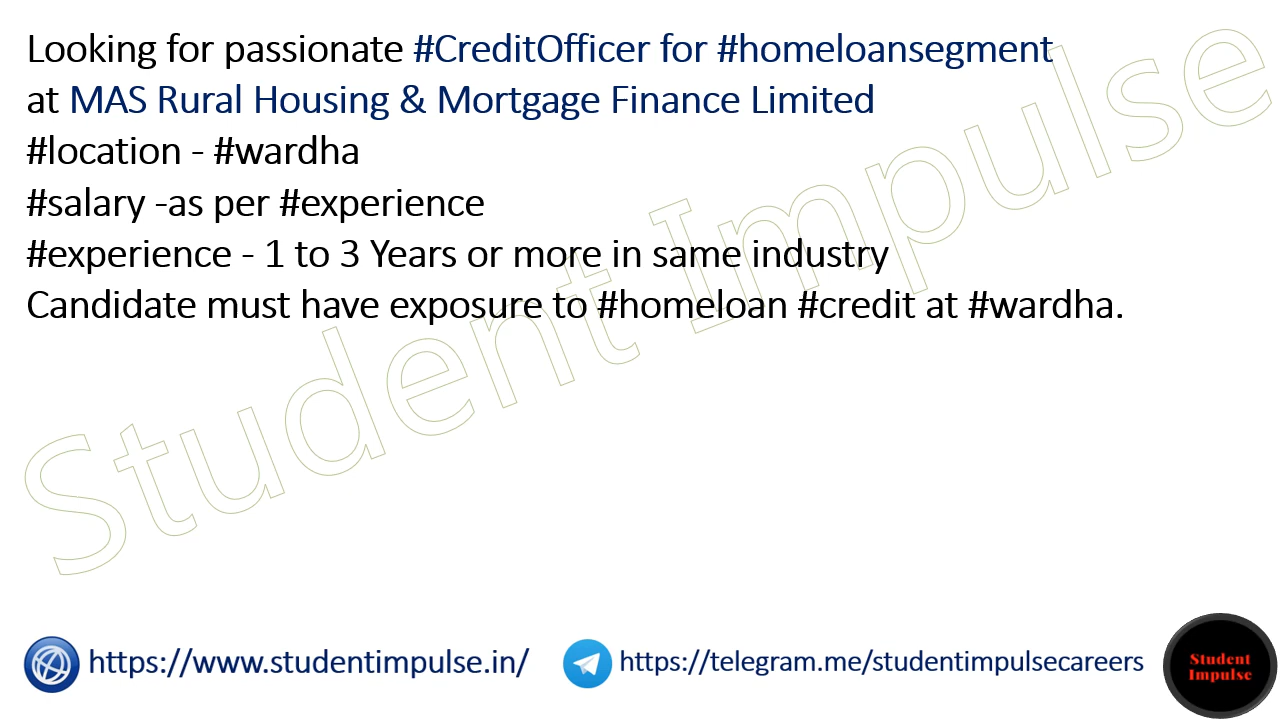 Looking for passionate #CreditOfficer for #homeloansegment
at MAS Rural Housing & Mortgage Finance Limited
#location - #wardha
#salary -as per #experience
#experience - 1 to 3 Years or more in same industry
Candidate must have exposure to #homeloan #credit at #wardha.
Student Impulse
https://www.studentimpulse.in/
https://telegram.me/studentimpulsecareers
Student
Impulse